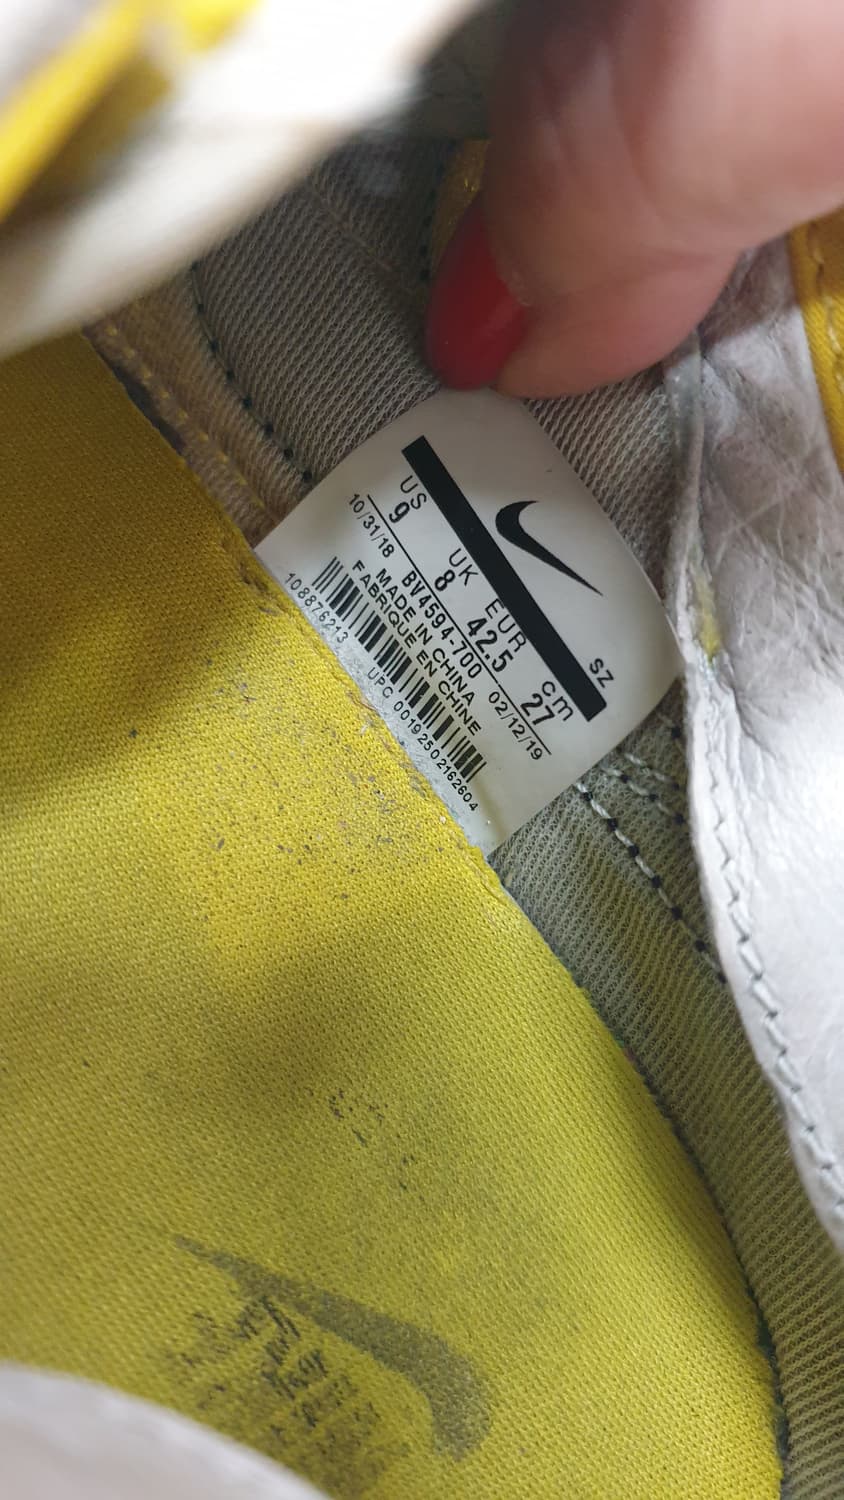 SZ
US UK EUR cm
9 8 42.5 27
10/31/18 BV4594-700 02/12/19
MADE IN CHINA
FABRIQUE EN CHINE
108876213 UPC 00192502162604